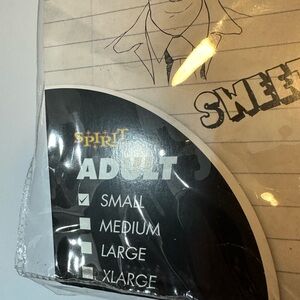 SWEE
SPIRIT
ADULT
SMALL
MEDIUM
LARGE
XLARGE